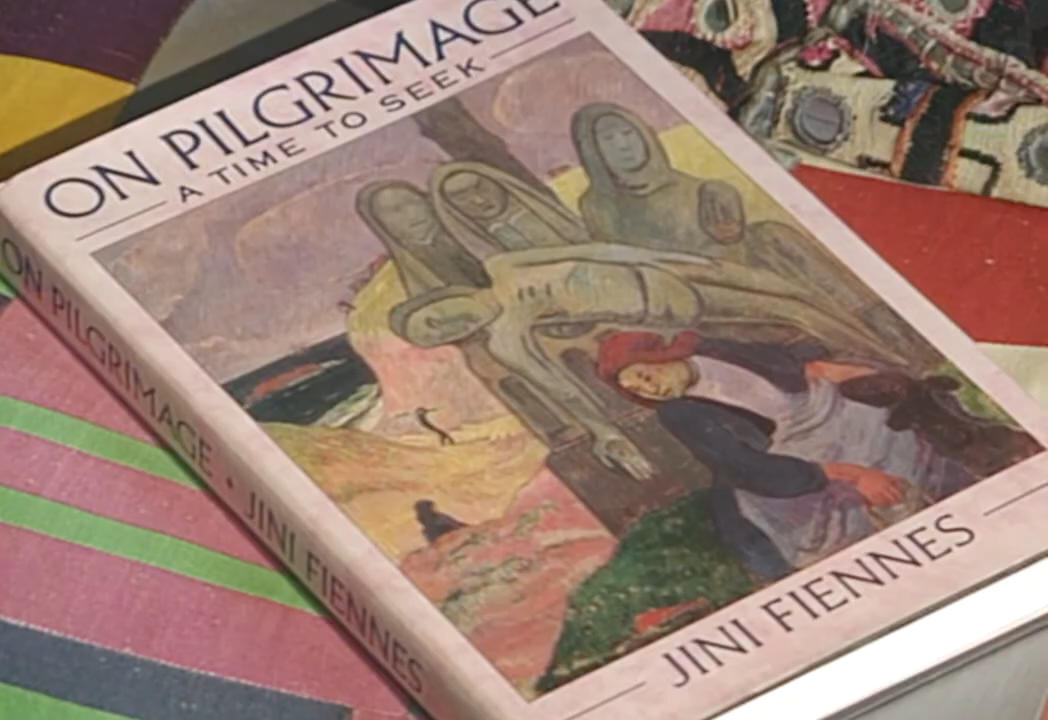 ON PILGRIMAGE
A TIME TO SEEK
JINI FIENNES
ON PILGRIMAGE · JINI FIENNES